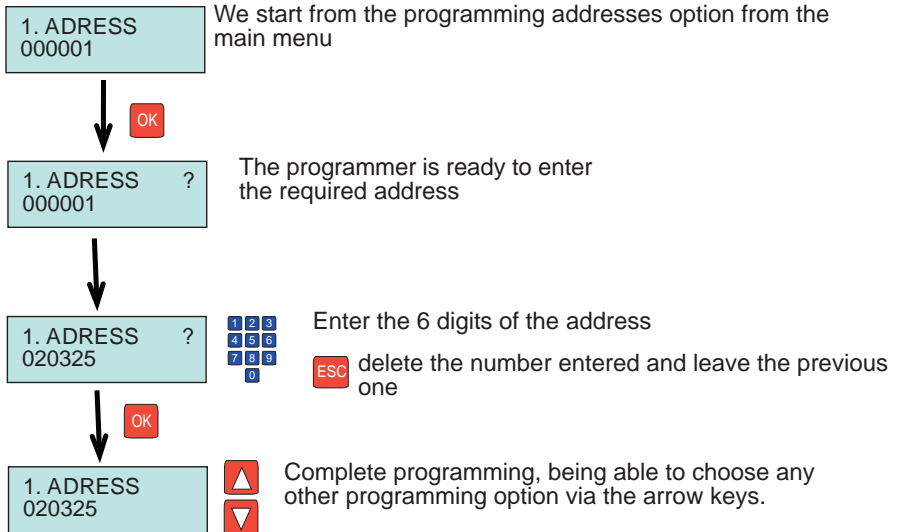 1. ADRESS
000001
We start from the programming addresses option from the
main menu
OK
1. ADRESS ?
000001
The programmer is ready to enter
the required address
1. ADRESS ?
020325
1 2 3
4 5 6
7 8 9
0
Enter the 6 digits of the address
ESC delete the number entered and leave the previous
one
OK
1. ADRESS
020325
Complete programming, being able to choose any
other programming option via the arrow keys.